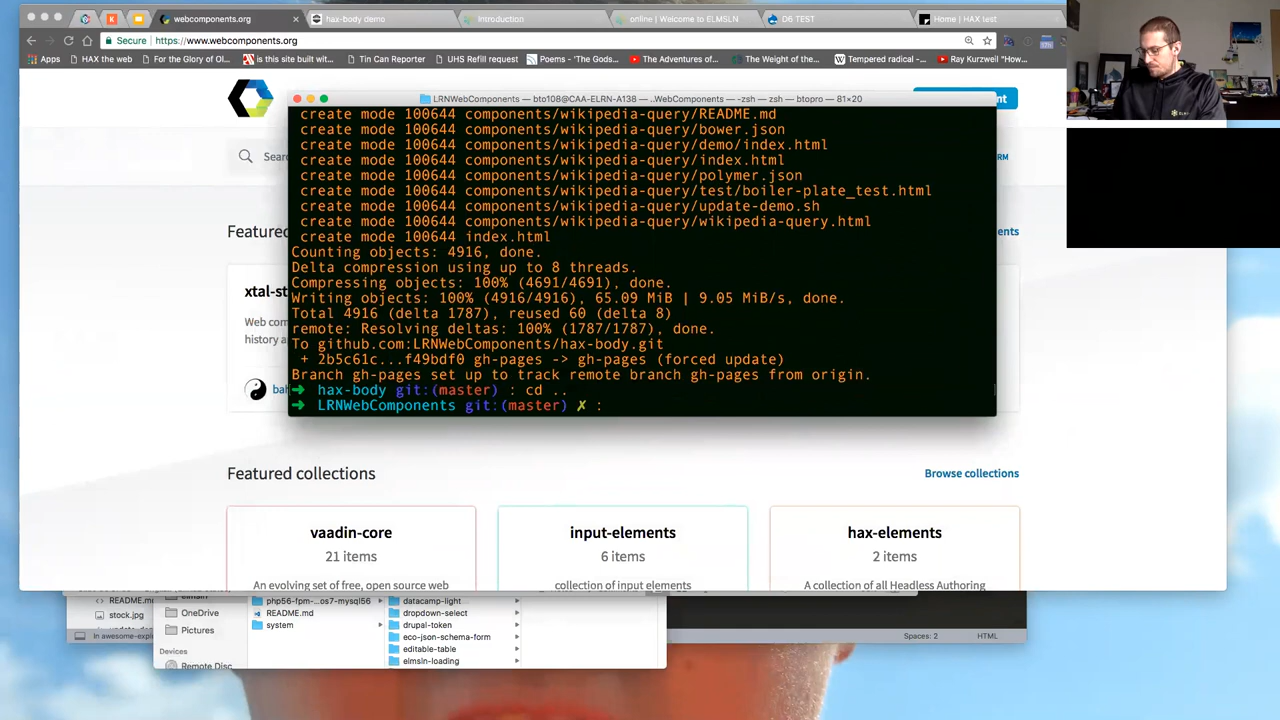 webcomponents.org
hax-body demo
Introduction
online | Welcome to ELMSLN
D6 TEST
Home | HAX test
Secure
https://www.webcomponents.org
Apps
HAX the web
For the Glory of Ol...
is this site built wit...
Tin Can Reporter
UHS Refill request
Poems - 'The Gods...
The Adventures of...
The Weight of the...
Tempered radical -...
Ray Kurzweil "How...
LRNWebComponents — bto108@CAA-ELRN-A138 — ..WebComponents — -zsh — zsh — btopro — 81×20
create mode 100644 components/wikipedia-query/README.md
create mode 100644 components/wikipedia-query/bower.json
create mode 100644 components/wikipedia-query/demo/index.html
create mode 100644 components/wikipedia-query/index.html
create mode 100644 components/wikipedia-query/polymer.json
create mode 100644 components/wikipedia-query/test/boiler-plate_test.html
create mode 100644 components/wikipedia-query/update-demo.sh
create mode 100644 components/wikipedia-query/wikipedia-query.html
create mode 100644 index.html
Counting objects: 4916, done.
Delta compression using up to 8 threads.
Compressing objects: 100% (4691/4691), done.
Writing objects: 100% (4916/4916), 65.09 MiB | 9.05 MiB/s, done.
Total 4916 (delta 1787), reused 60 (delta 8)
remote: Resolving deltas: 100% (1787/1787), done.
To github.com:LRNWebComponents/hax-body.git
+ 2b5c61c...f49bdf0 gh-pages -> gh-pages (forced update)
Branch gh-pages set up to track remote branch gh-pages from origin.
➜ hax-body git:(master) : cd ..
➜ LRNWebComponents git:(master) ✗ :
Featured collections
Browse collections
vaadin-core
21 items
An evolving set of free, open source web
input-elements
6 items
collection of input elements
hax-elements
2 items
A collection of all Headless Authoring
README.md
stock.jpg
OneDrive
Pictures
Devices
Remote Disc
php56-fpm-...os7-mysql56
README.md
system
datacamp-light
dropdown-select
drupal-token
eco-json-schema-form
editable-table
elmsln-loading
Spaces: 2
HTML